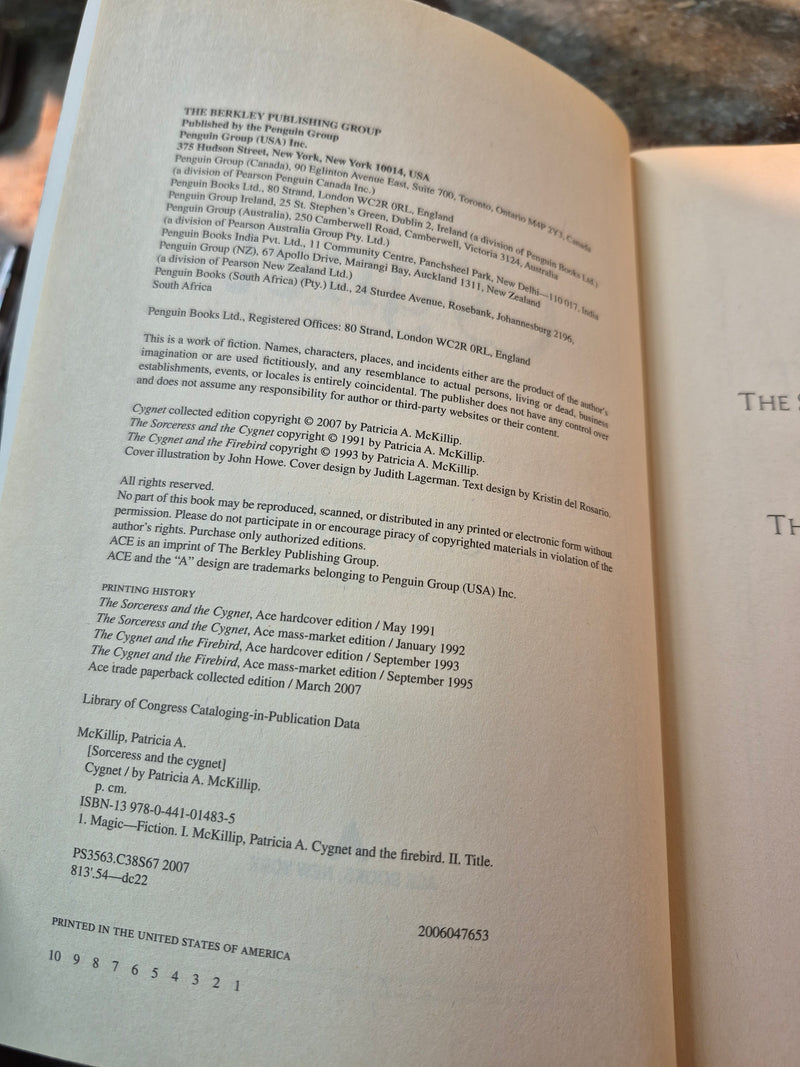 THE BERKLEY PUBLISHING GROUP
Published by the Penguin Group
Penguin Group (USA) Inc.
375 Hudson Street, New York, New York 10014, USA
Penguin Group (Canada), 90 Eglinton Avenue East, Suite 700, Toronto, Ontario M4P 2Y3, Canada
(a division of Pearson Penguin Canada Inc.)
Penguin Books Ltd., 80 Strand, London WC2R 0RL, England
Penguin Group Ireland, 25 St. Stephen's Green, Dublin 2, Ireland (a division of Penguin Books Ltd.)
Penguin Group (Australia), 250 Camberwell Road, Camberwell, Victoria 3124, Australia
(a division of Pearson Australia Group Pty. Ltd.)
Penguin Books India Pvt. Ltd., 11 Community Centre, Panchsheel Park, New Delhi—110 017, India
Penguin Group (NZ), 67 Apollo Drive, Mairangi Bay, Auckland 1311, New Zealand
(a division of Pearson New Zealand Ltd.)
Penguin Books (South Africa) (Pty.) Ltd., 24 Sturdee Avenue, Rosebank, Johannesburg 2196,
South Africa
Penguin Books Ltd., Registered Offices: 80 Strand, London WC2R 0RL, England
This is a work of fiction. Names, characters, places, and incidents either are the product of the author's
imagination or are used fictitiously, and any resemblance to actual persons, living or dead, business
establishments, events, or locales is entirely coincidental. The publisher does not have any control over
and does not assume any responsibility for author or third-party websites or their content.
Cygnet collected edition copyright © 2007 by Patricia A. McKillip.
The Sorceress and the Cygnet copyright © 1991 by Patricia A. McKillip.
The Cygnet and the Firebird copyright © 1993 by Patricia A. McKillip.
Cover illustration by John Howe. Cover design by Judith Lagerman. Text design by Kristin del Rosario.
All rights reserved.
No part of this book may be reproduced, scanned, or distributed in any printed or electronic form without
permission. Please do not participate in or encourage piracy of copyrighted materials in violation of the
author's rights. Purchase only authorized editions.
ACE is an imprint of The Berkley Publishing Group.
ACE and the "A" design are trademarks belonging to Penguin Group (USA) Inc.
PRINTING HISTORY
The Sorceress and the Cygnet, Ace hardcover edition / May 1991
The Sorceress and the Cygnet, Ace mass-market edition / January 1992
The Cygnet and the Firebird, Ace hardcover edition / September 1993
The Cygnet and the Firebird, Ace mass-market edition / September 1995
Ace trade paperback collected edition / March 2007
Library of Congress Cataloging-in-Publication Data
McKillip, Patricia A.
[Sorceress and the cygnet]
Cygnet / by Patricia A. McKillip.
p. cm.
ISBN-13 978-0-441-01483-5
1. Magic—Fiction. I. McKillip, Patricia A. Cygnet and the firebird. II. Title.
PS3563.C38S67 2007
813'.54—dc22
2006047653
PRINTED IN THE UNITED STATES OF AMERICA
10 9 8 7 6 5 4 3 2 1
THE